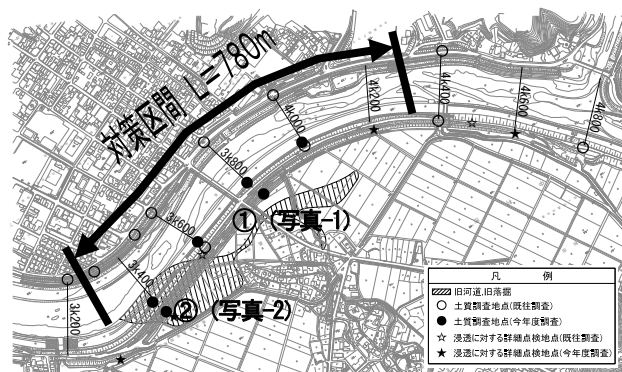 対策区間 L=780m
4k200
4k400
4k600
4k800
4k000
3k800
3k600
3k400
3k200
① (写真-1)
② (写真-2)
凡 例
旧河道,旧落掘
土質調査地点(既往調査)
土質調査地点(今年度調査)
浸透に対する詳細点検地点(既往調査)
浸透に対する詳細点検地点(今年度調査)